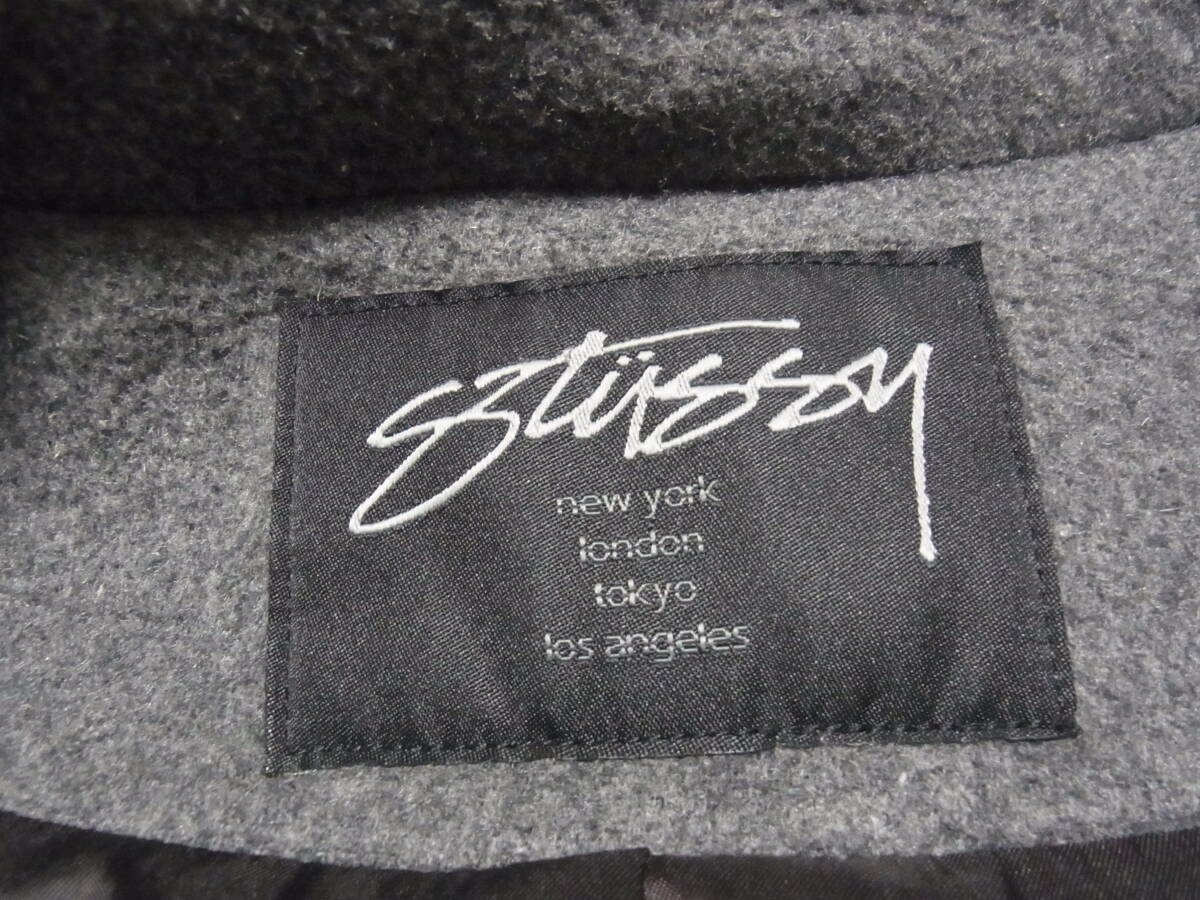 stüssy
new york
london
tokyo
los angeles